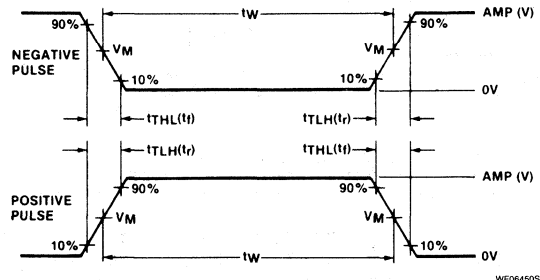 tW
AMP (V)
90%
90%
NEGATIVE
PULSE
VM
VM
10%
10%
0V
tTHL(tf)
tTLH(tr)
tTLH(tr)
tTHL(tf)
AMP (V)
90%
90%
POSITIVE
PULSE
VM
VM
10%
10%
0V
tW
WF06450S